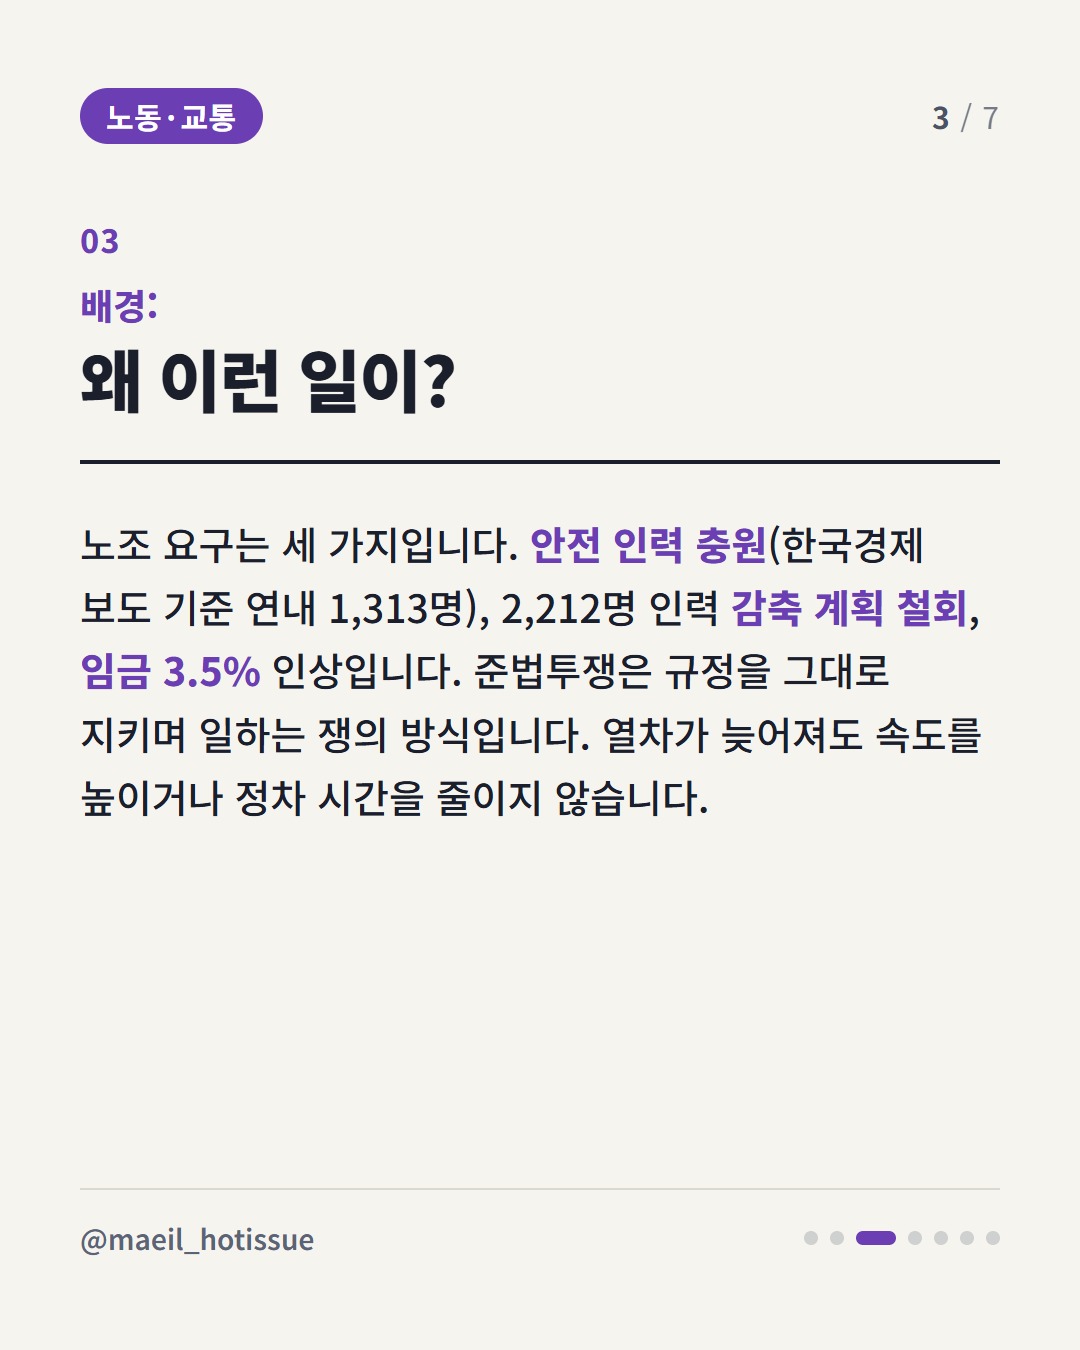 노동·교통
3 / 7
03
배경:
왜 이런 일이?
노조 요구는 세 가지입니다. 안전 인력 충원(한국경제
보도 기준 연내 1,313명), 2,212명 인력 감축 계획 철회,
임금 3.5% 인상입니다. 준법투쟁은 규정을 그대로
지키며 일하는 쟁의 방식입니다. 열차가 늦어져도 속도를
높이거나 정차 시간을 줄이지 않습니다.
@maeil_hotissue